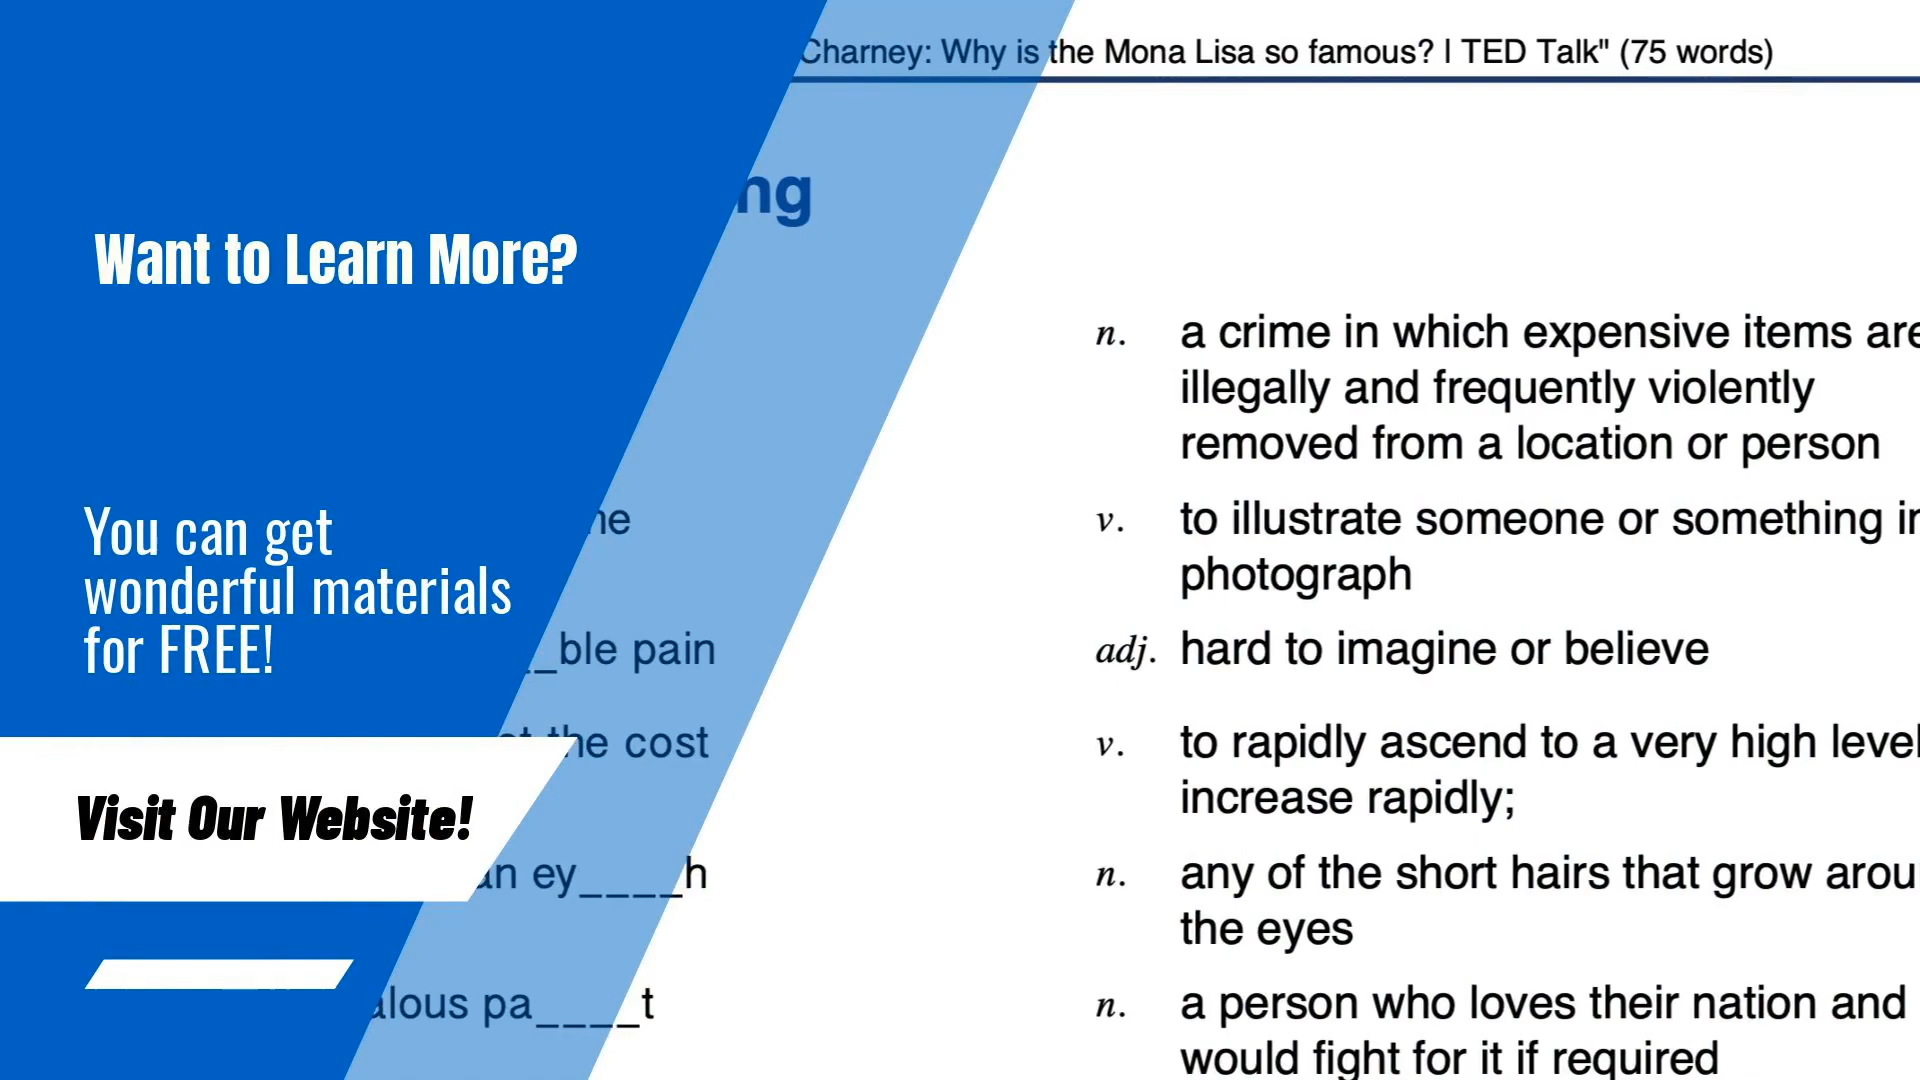 Charney: Why is the Mona Lisa so famous? | TED Talk" (75 words)
Want to Learn More?
You can get
wonderful materials
for FREE!
Visit Our Website!
n. a crime in which expensive items are
illegally and frequently violently
removed from a location or person
v. to illustrate someone or something in
photograph
_ble pain adj. hard to imagine or believe
the cost v. to rapidly ascend to a very high level
increase rapidly;
ey____h n. any of the short hairs that grow
the eyes
pa____t n. a person who loves their nation and
would fight for it if required